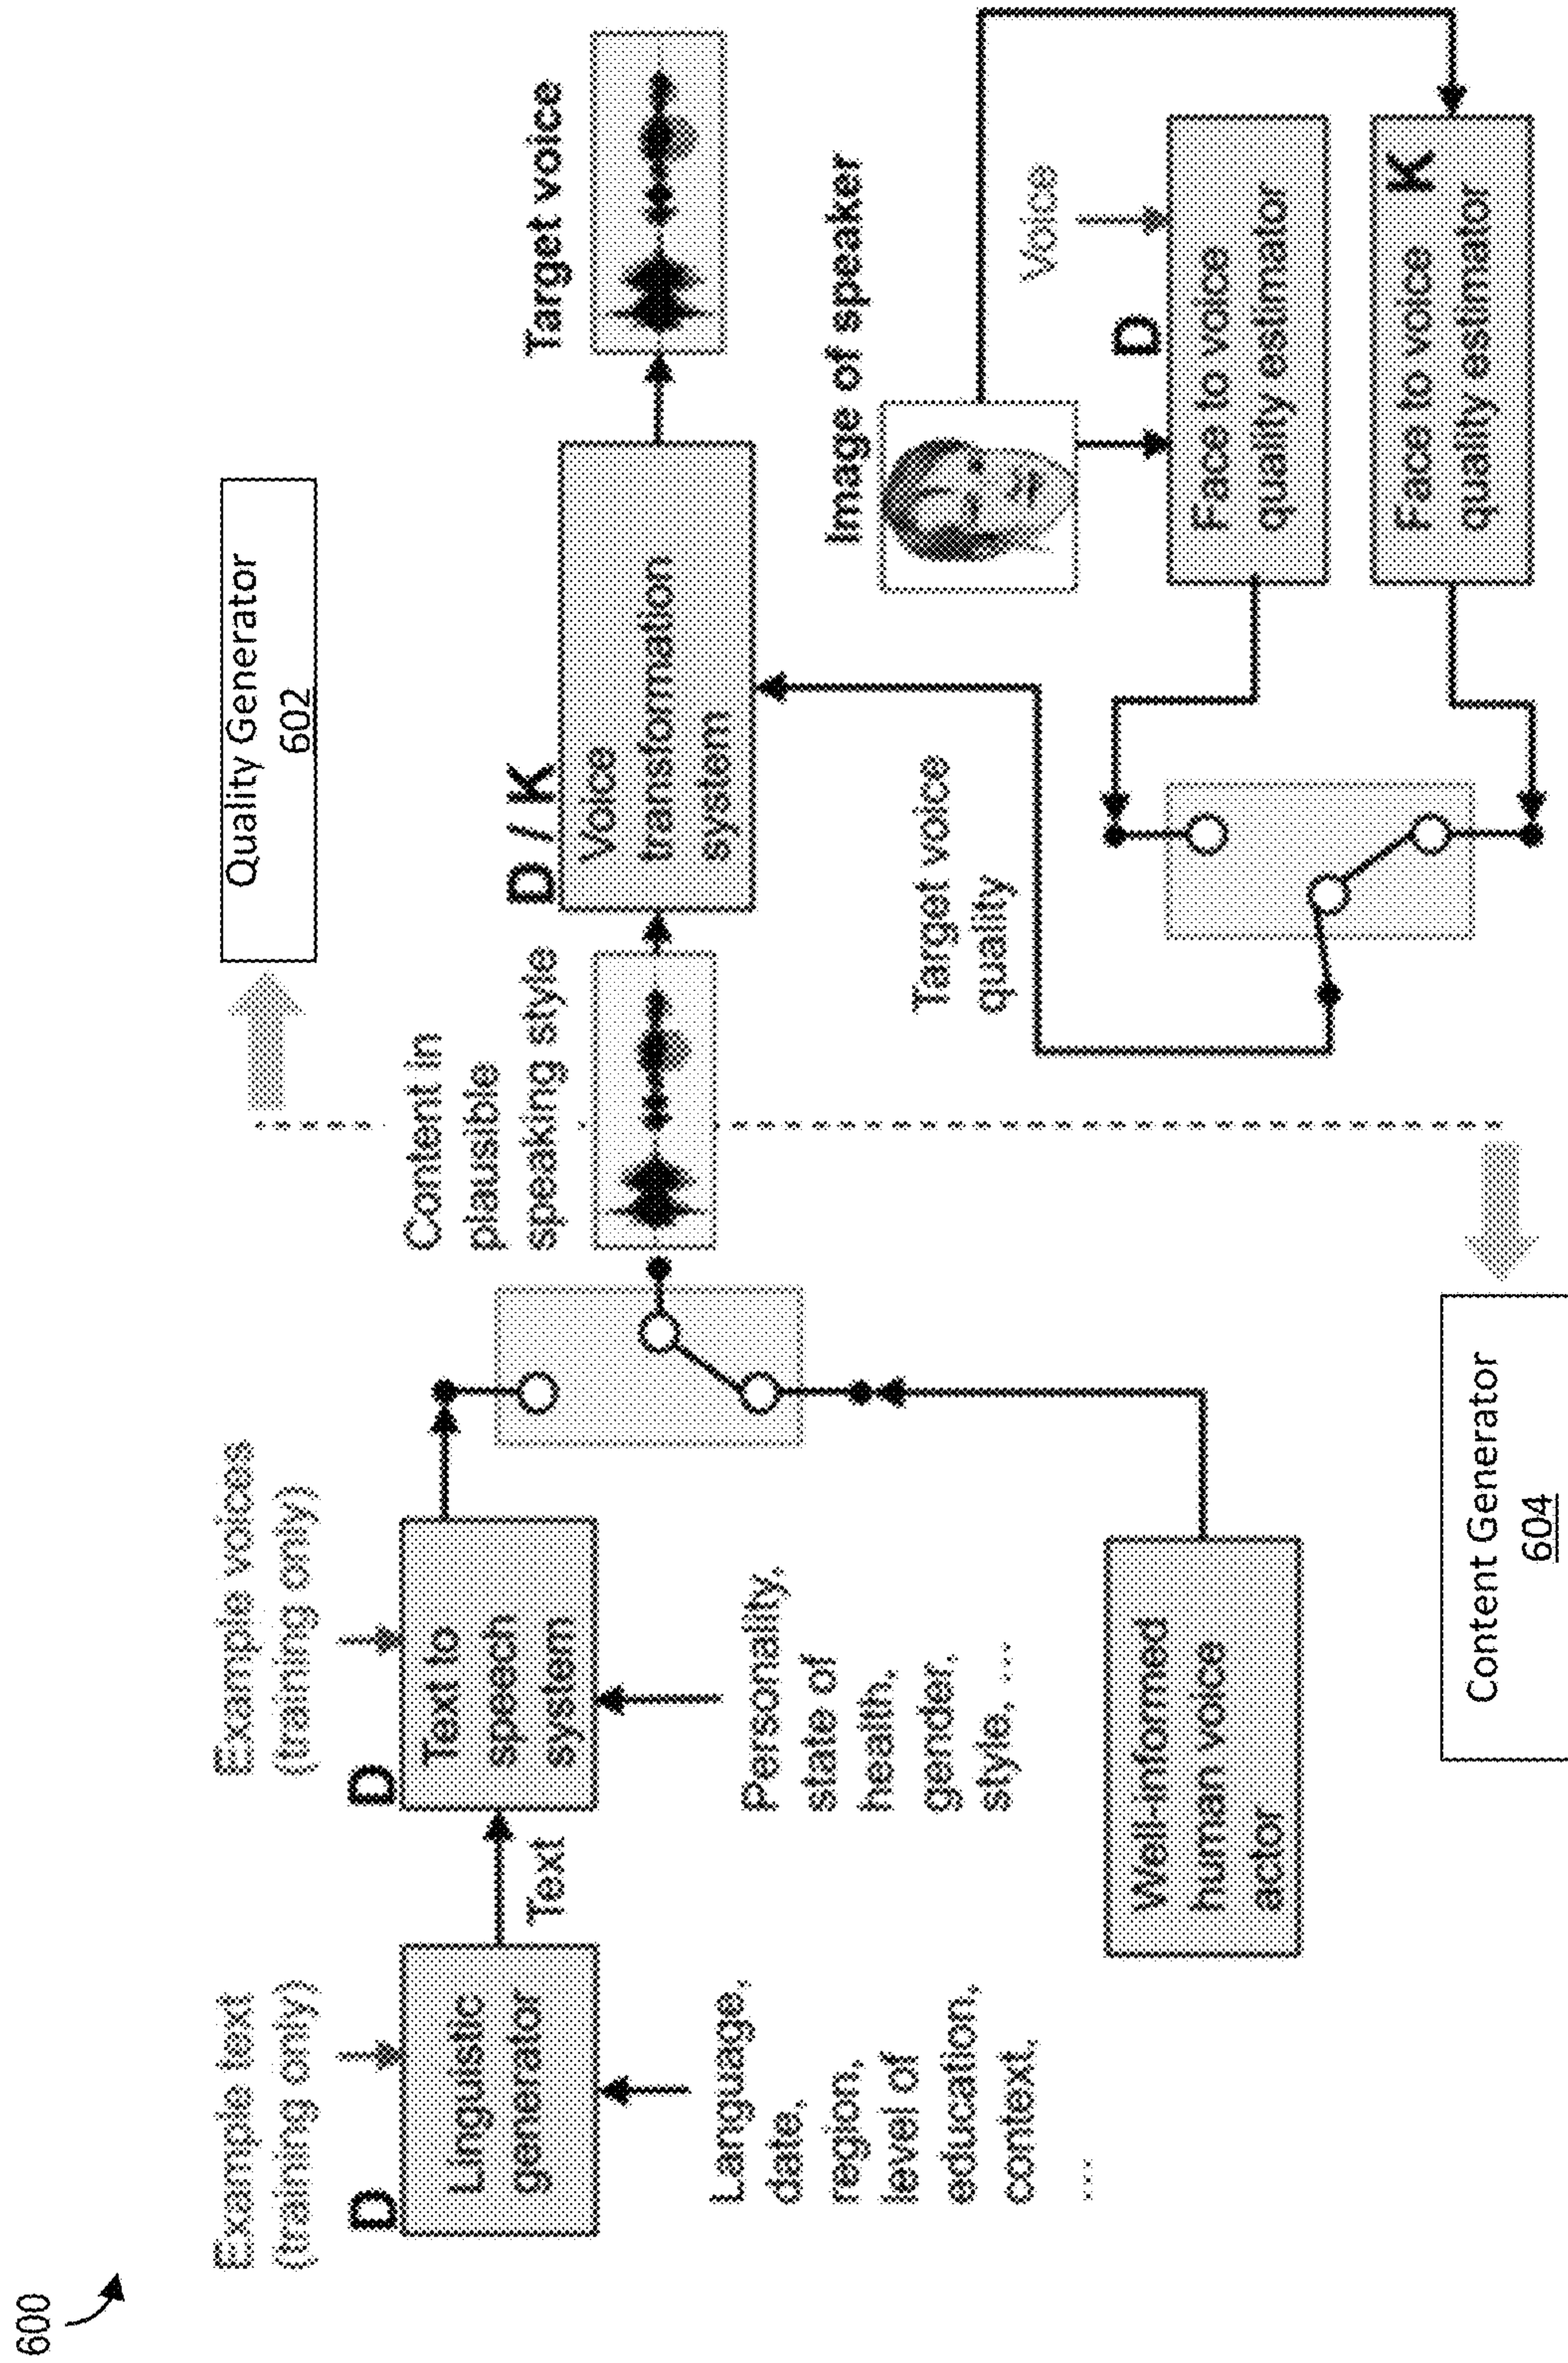 600
Example text
(training only)
D
Linguistic
generator
Language,
date,
region,
level of
education,
context,
...
Text
Example voices
(training only)
D
Text to
speech
system
Personality,
state of
health,
gender,
style, ...
Well-informed
human voice
actor
Content Generator
604
Content in
plausible
speaking style
Quality Generator
602
D / K
Voice
transformation
system
Target voice
Target voice
quality
Image of speaker
Voice
D
Face to voice
quality estimator
K
Face to voice
quality estimator